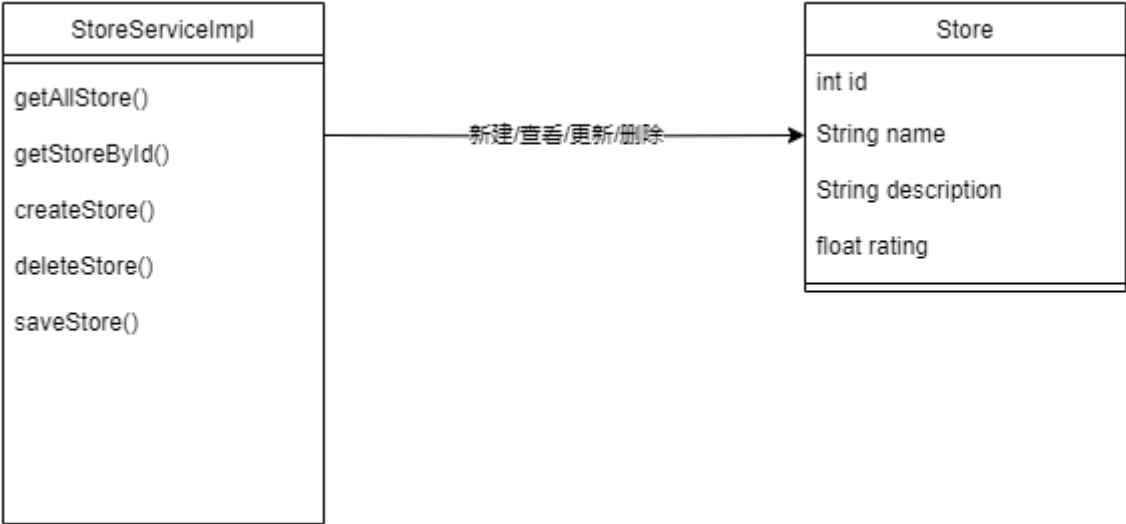 StoreServiceImpl
getAllStore()
getStoreById()
createStore()
deleteStore()
saveStore()
新建/查看/更新/删除
Store
int id
String name
String description
float rating